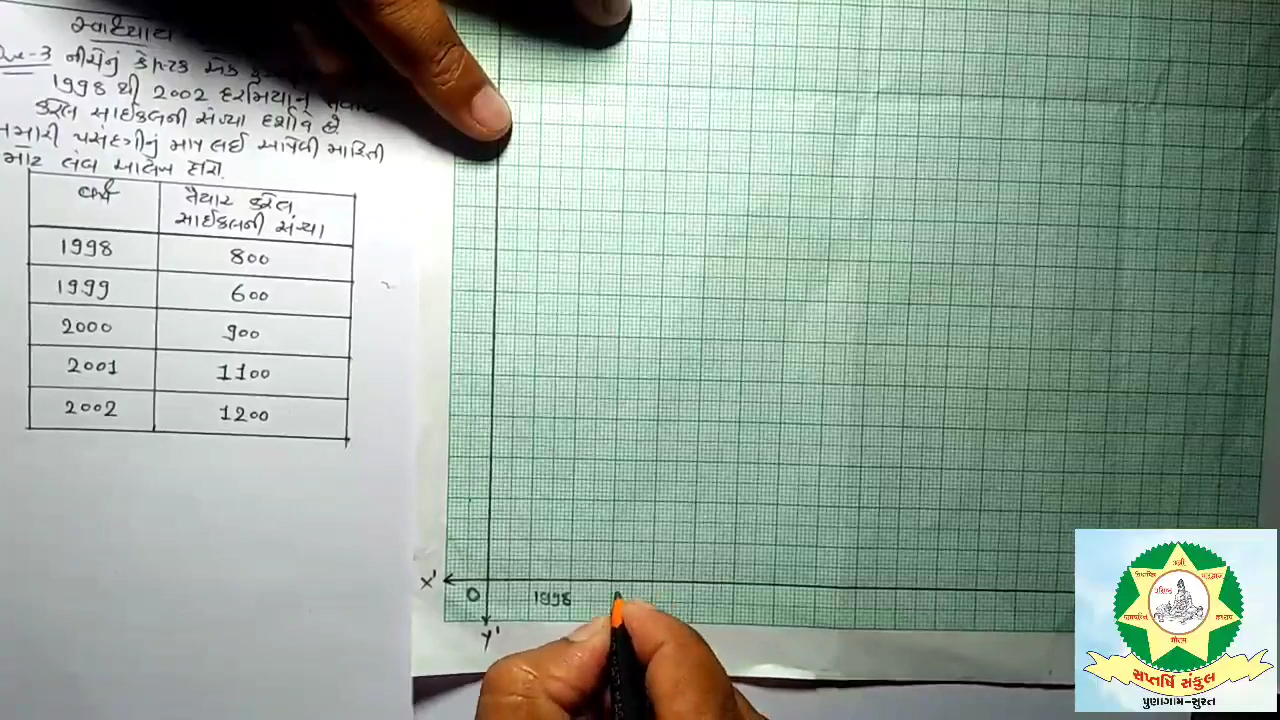 સ્વાધ્યાય
નીચેનું કોષ્ટક એક
1998 થી 2002 દરમિયાન
કરેલ સાઈકલની સંખ્યા દર્શાવે છે.
તમારી પસંદગીનું માપ લઈ આપેલી માહિતી
માટે લંબ આલેખ દોરો.
વર્ષ
તૈયાર કરેલ
સાઈકલની સંખ્યા
1998 800
1999 600
2000 900
2001 1100
2002 1200
X' O 1998
Y'
સપ્તર્ષિ સંકુલ
પુણાગામ-સુરત